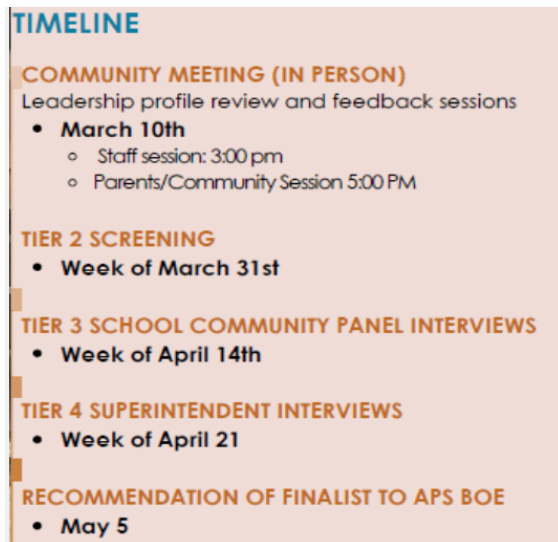 TIMELINE
COMMUNITY MEETING (IN PERSON)
Leadership profile review and feedback sessions
• March 10th
○ Staff session: 3:00 pm
○ Parents/Community Session 5:00 PM
TIER 2 SCREENING
• Week of March 31st
TIER 3 SCHOOL COMMUNITY PANEL INTERVIEWS
• Week of April 14th
TIER 4 SUPERINTENDENT INTERVIEWS
• Week of April 21
RECOMMENDATION OF FINALIST TO APS BOE
• May 5